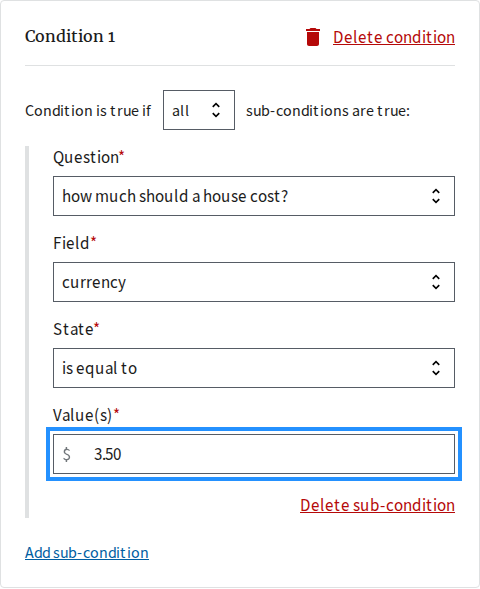 Condition 1
Delete condition
Condition is true if all sub-conditions are true:
Question*
how much should a house cost?
Field*
currency
State*
is equal to
Value(s)*
$ 3.50
Delete sub-condition
Add sub-condition